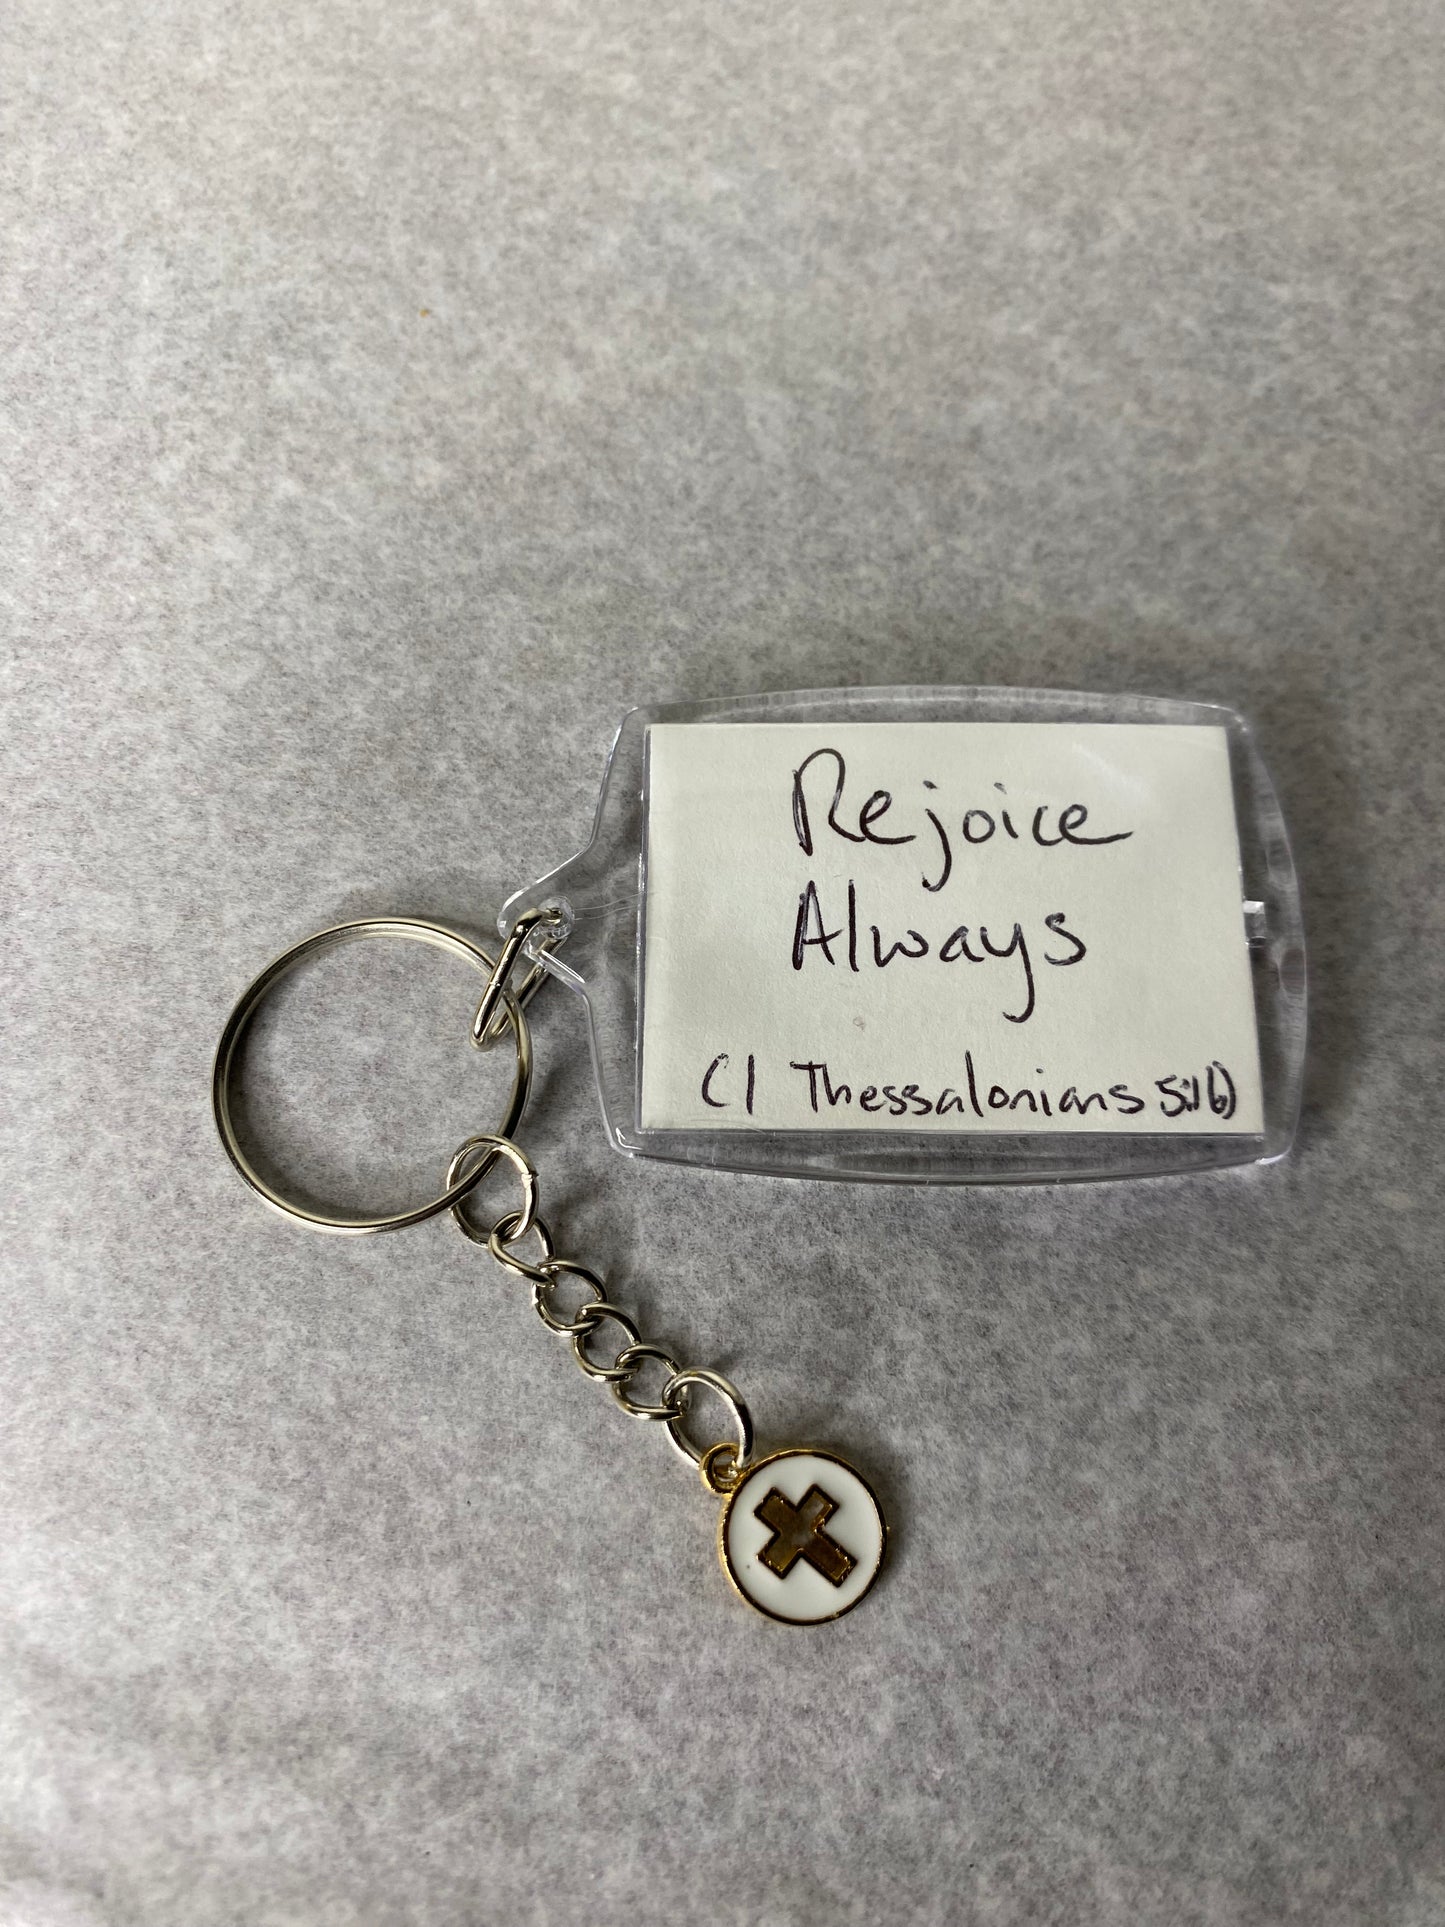 Rejoice
Always
(1 Thessalonians 5:16)